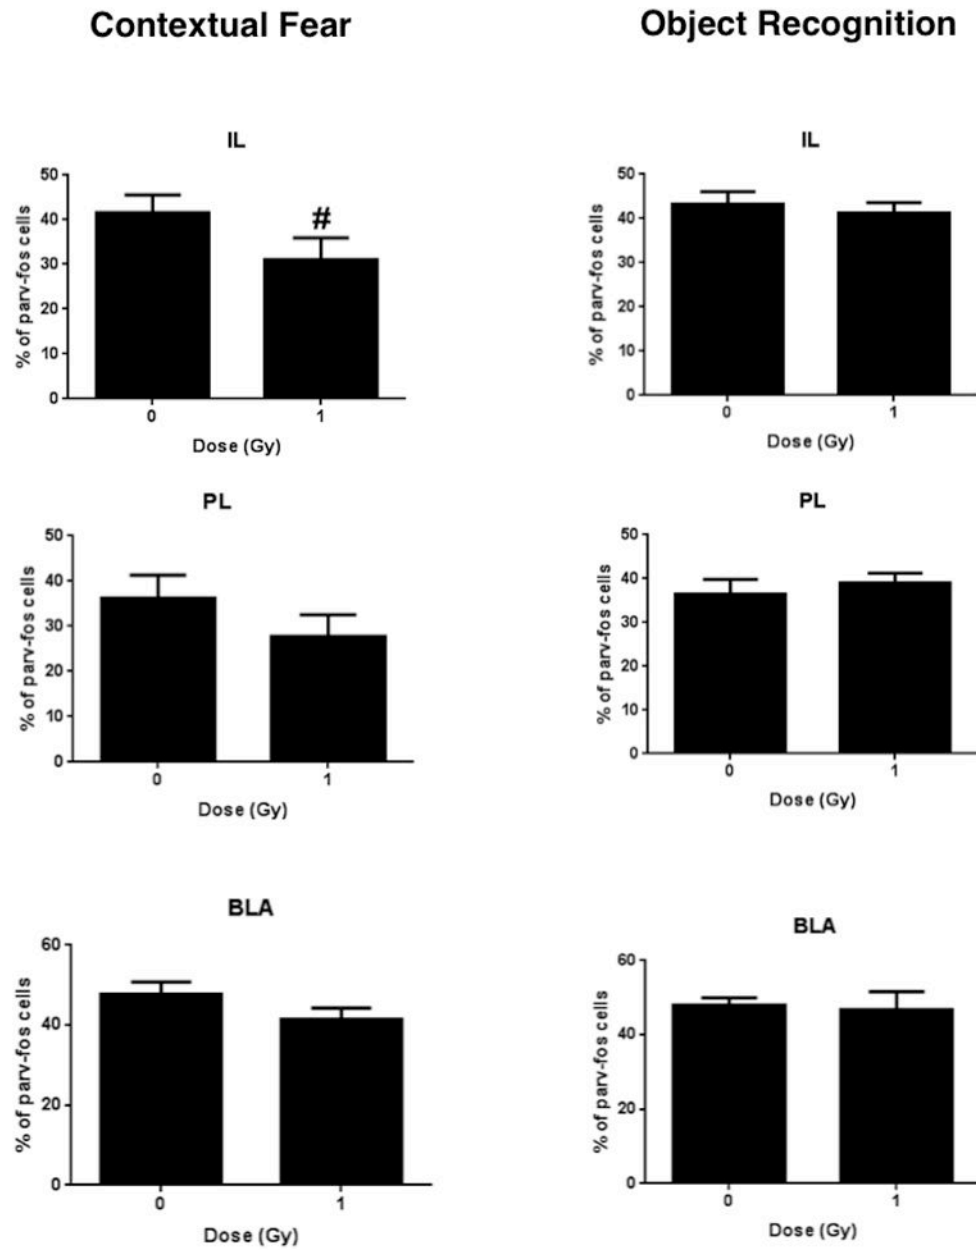 Contextual Fear
Object Recognition
IL
% of parv-fos cells
50
40
30
20
10
0
#
0
1
Dose (Gy)
IL
% of parv-fos cells
50
40
30
20
10
0
0
1
Dose (Gy)
PL
% of parv-fos cells
50
40
30
20
10
0
0
1
Dose (Gy)
PL
% of parv-fos cells
50
40
30
20
10
0
0
1
Dose (Gy)
BLA
% of parv-fos cells
60
40
20
0
0
1
Dose (Gy)
BLA
% of parv-fos cells
60
40
20
0
0
1
Dose (Gy)